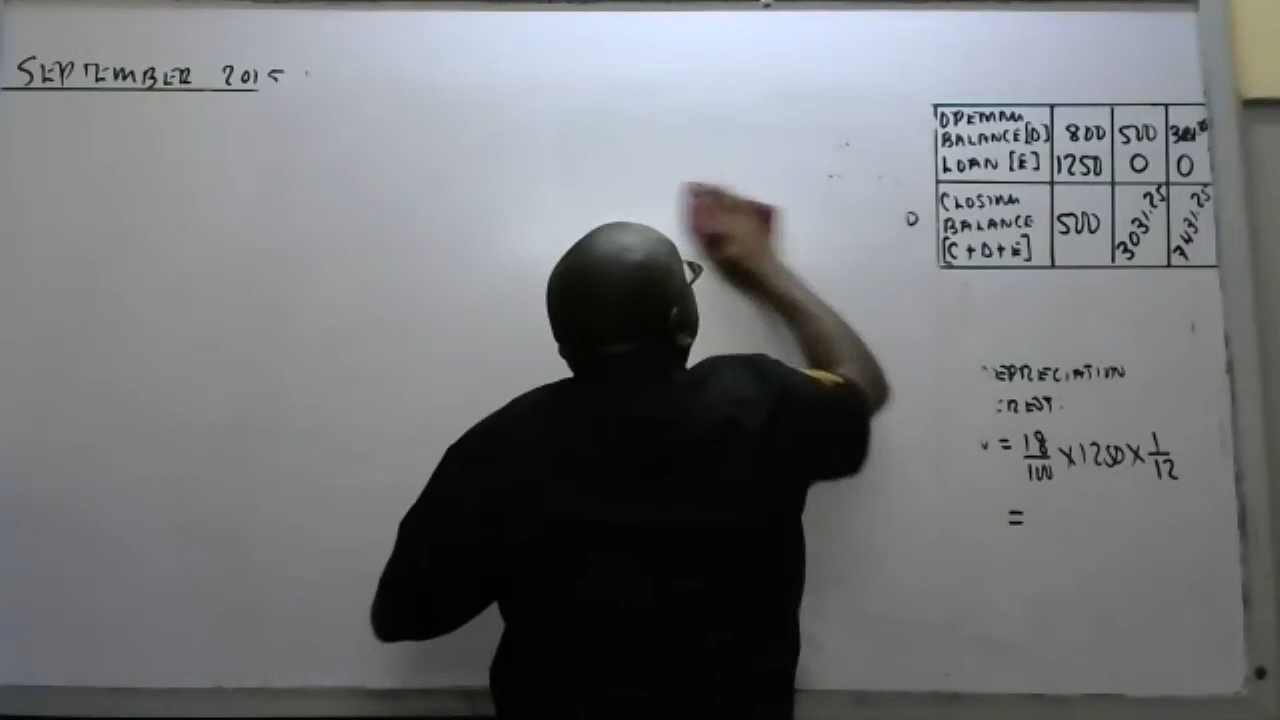 SEPTEMBER 2015
BALANCE [D] 800 500
LOAN [E] 1250 0 0
CLOSING
BALANCE 500 3031.25 7431.25
[C+D+E]
EPRECIATION
= 18/100 × 1250 × 1/12
=